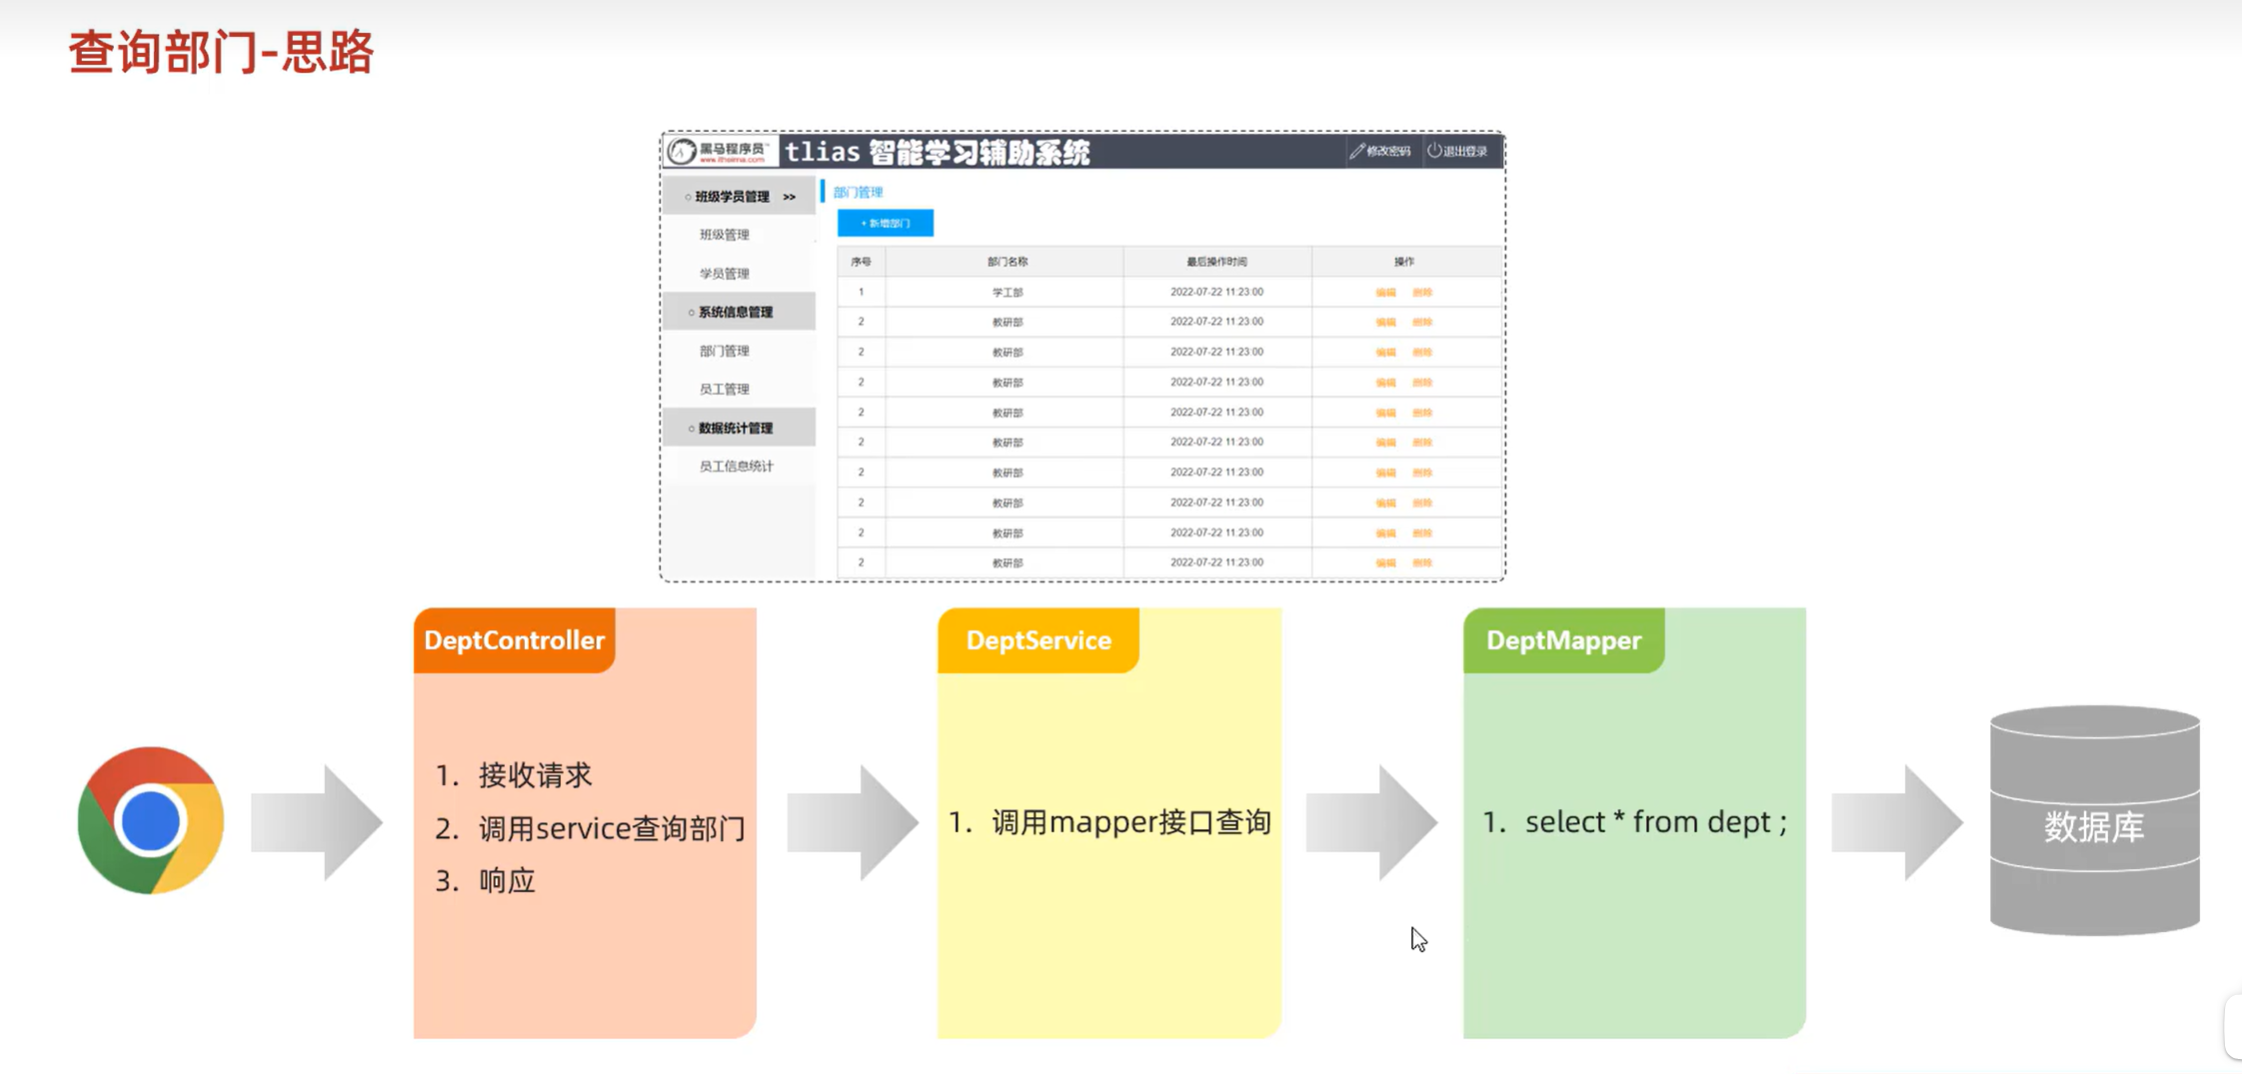 查询部门-思路
黑马程序员
www.itheima.com
tlias 智能学习辅助系统
修改密码
退出登录
班级学员管理 >>
班级管理
学员管理
系统信息管理
部门管理
员工管理
数据统计管理
员工信息统计
部门管理
+ 新增部门
序号 部门名称 最后操作时间 操作
1 学工部 2022-07-22 11:23:00 编辑 删除
2 教研部 2022-07-22 11:23:00 编辑 删除
2 教研部 2022-07-22 11:23:00 编辑 删除
2 教研部 2022-07-22 11:23:00 编辑 删除
2 教研部 2022-07-22 11:23:00 编辑 删除
2 教研部 2022-07-22 11:23:00 编辑 删除
2 教研部 2022-07-22 11:23:00 编辑 删除
2 教研部 2022-07-22 11:23:00 编辑 删除
2 教研部 2022-07-22 11:23:00 编辑 删除
2 教研部 2022-07-22 11:23:00 编辑 删除
DeptController
1. 接收请求
2. 调用service查询部门
3. 响应
DeptService
1. 调用mapper接口查询
DeptMapper
1. select * from dept ;
数据库